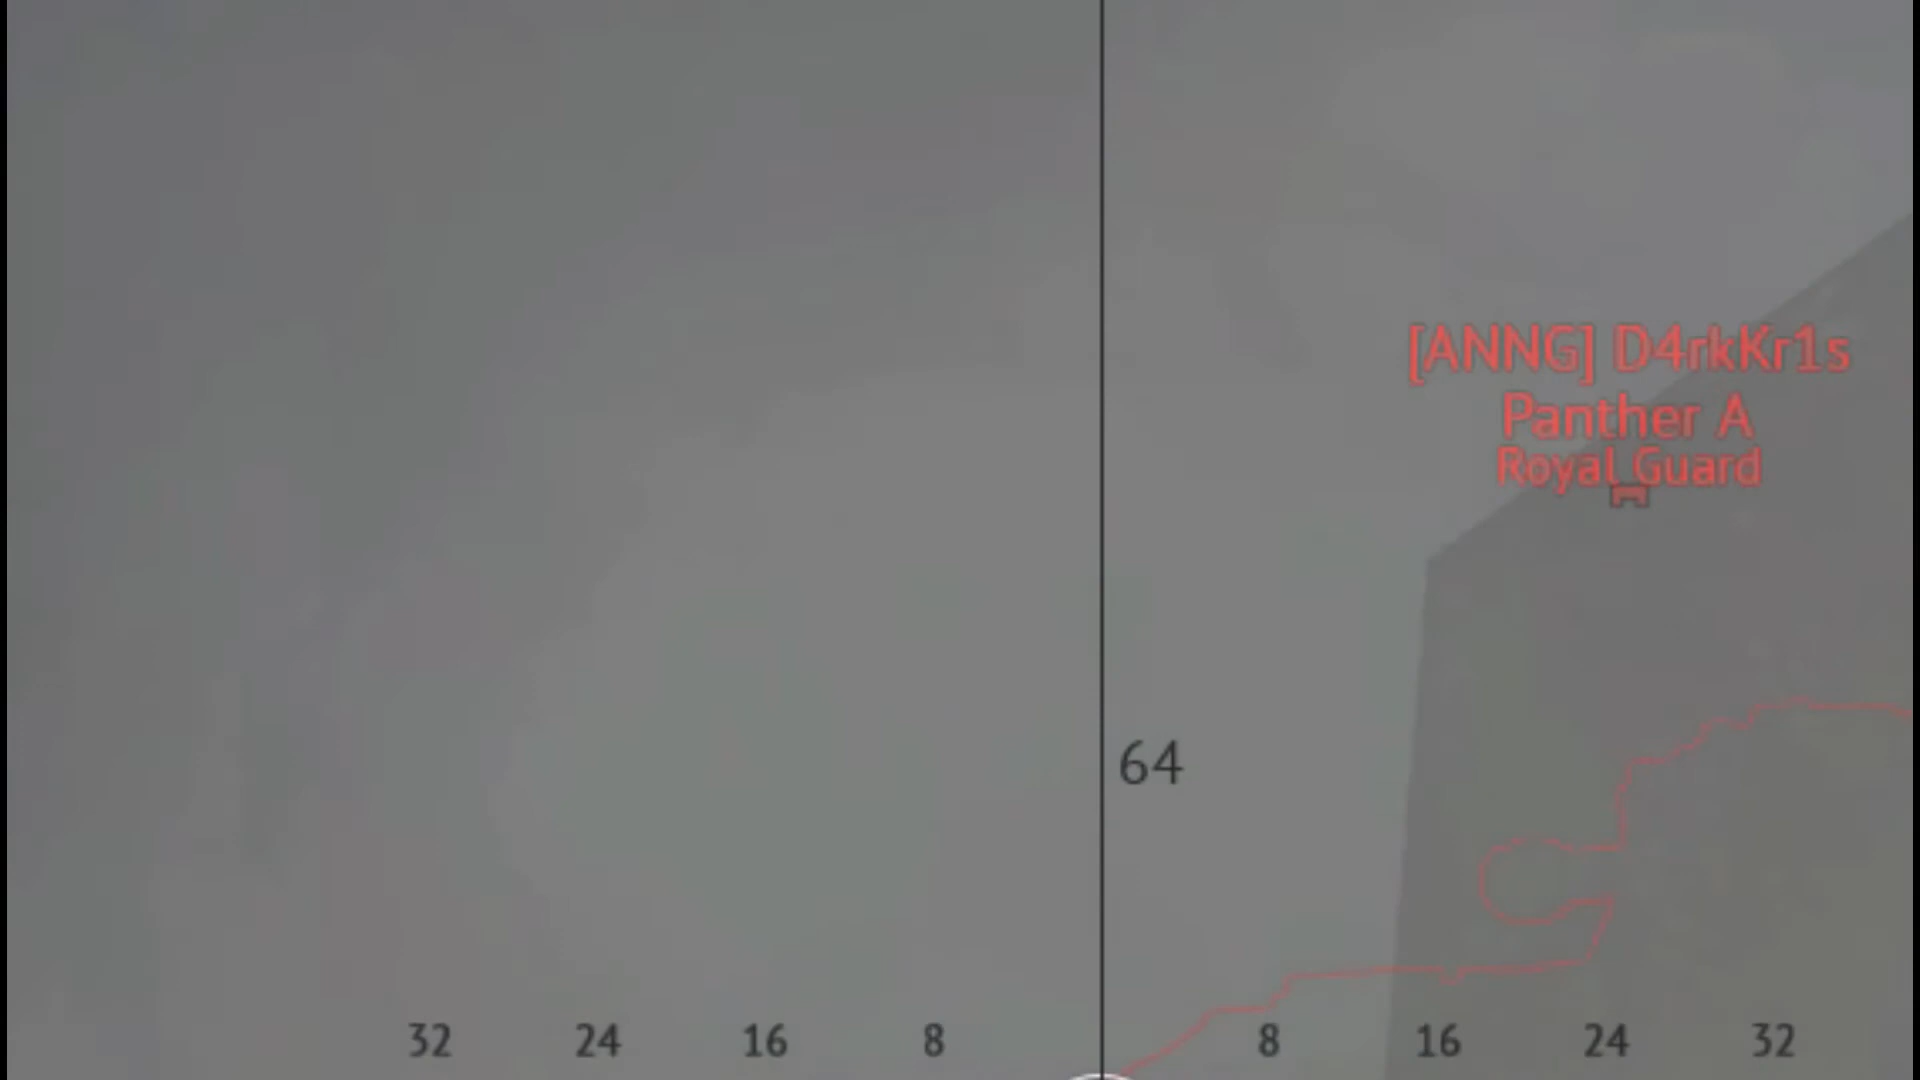 [ANNG] D4rkKr1s
Panther A
Royal Guard
64
32 24 16 8 8 16 24 32